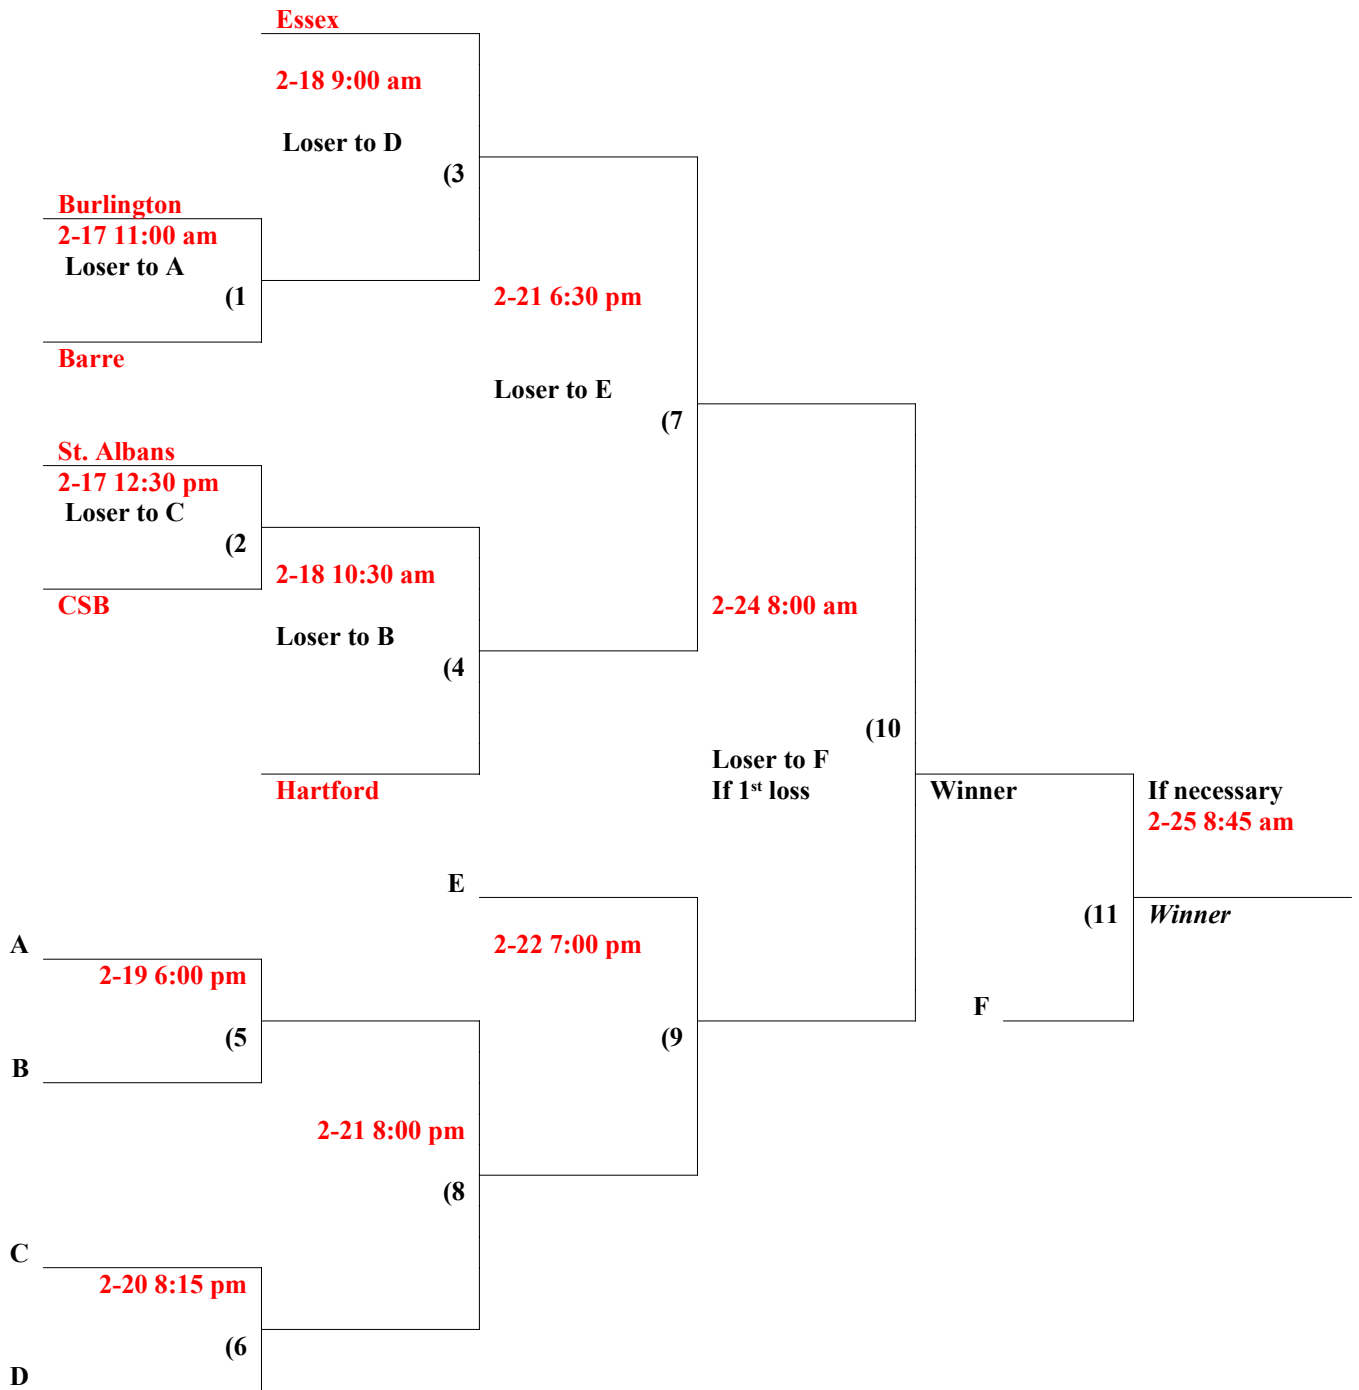 Essex
2-18 9:00 am
Loser to D
(3
Burlington
2-17 11:00 am
Loser to A
(1
2-21 6:30 pm
Barre
Loser to E
(7
St. Albans
2-17 12:30 pm
Loser to C
(2
2-18 10:30 am
CSB
2-24 8:00 am
Loser to B
(4
(10
Loser to F
If 1st loss
Hartford
Winner
If necessary
2-25 8:45 am
E
(11
Winner
A
2-22 7:00 pm
2-19 6:00 pm
F
(5
(9
B
2-21 8:00 pm
(8
C
2-20 8:15 pm
(6
D